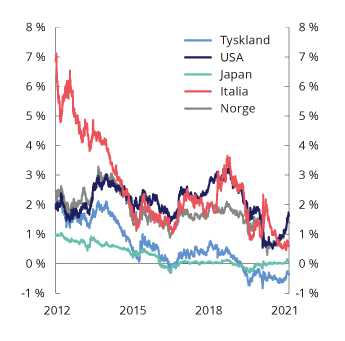 8 % 8 %
7 % 7 %
6 % 6 %
5 % 5 %
4 % 4 %
3 % 3 %
2 % 2 %
1 % 1 %
0 % 0 %
-1 % -1 %
Tyskland
USA
Japan
Italia
Norge
2012 2015 2018 2021